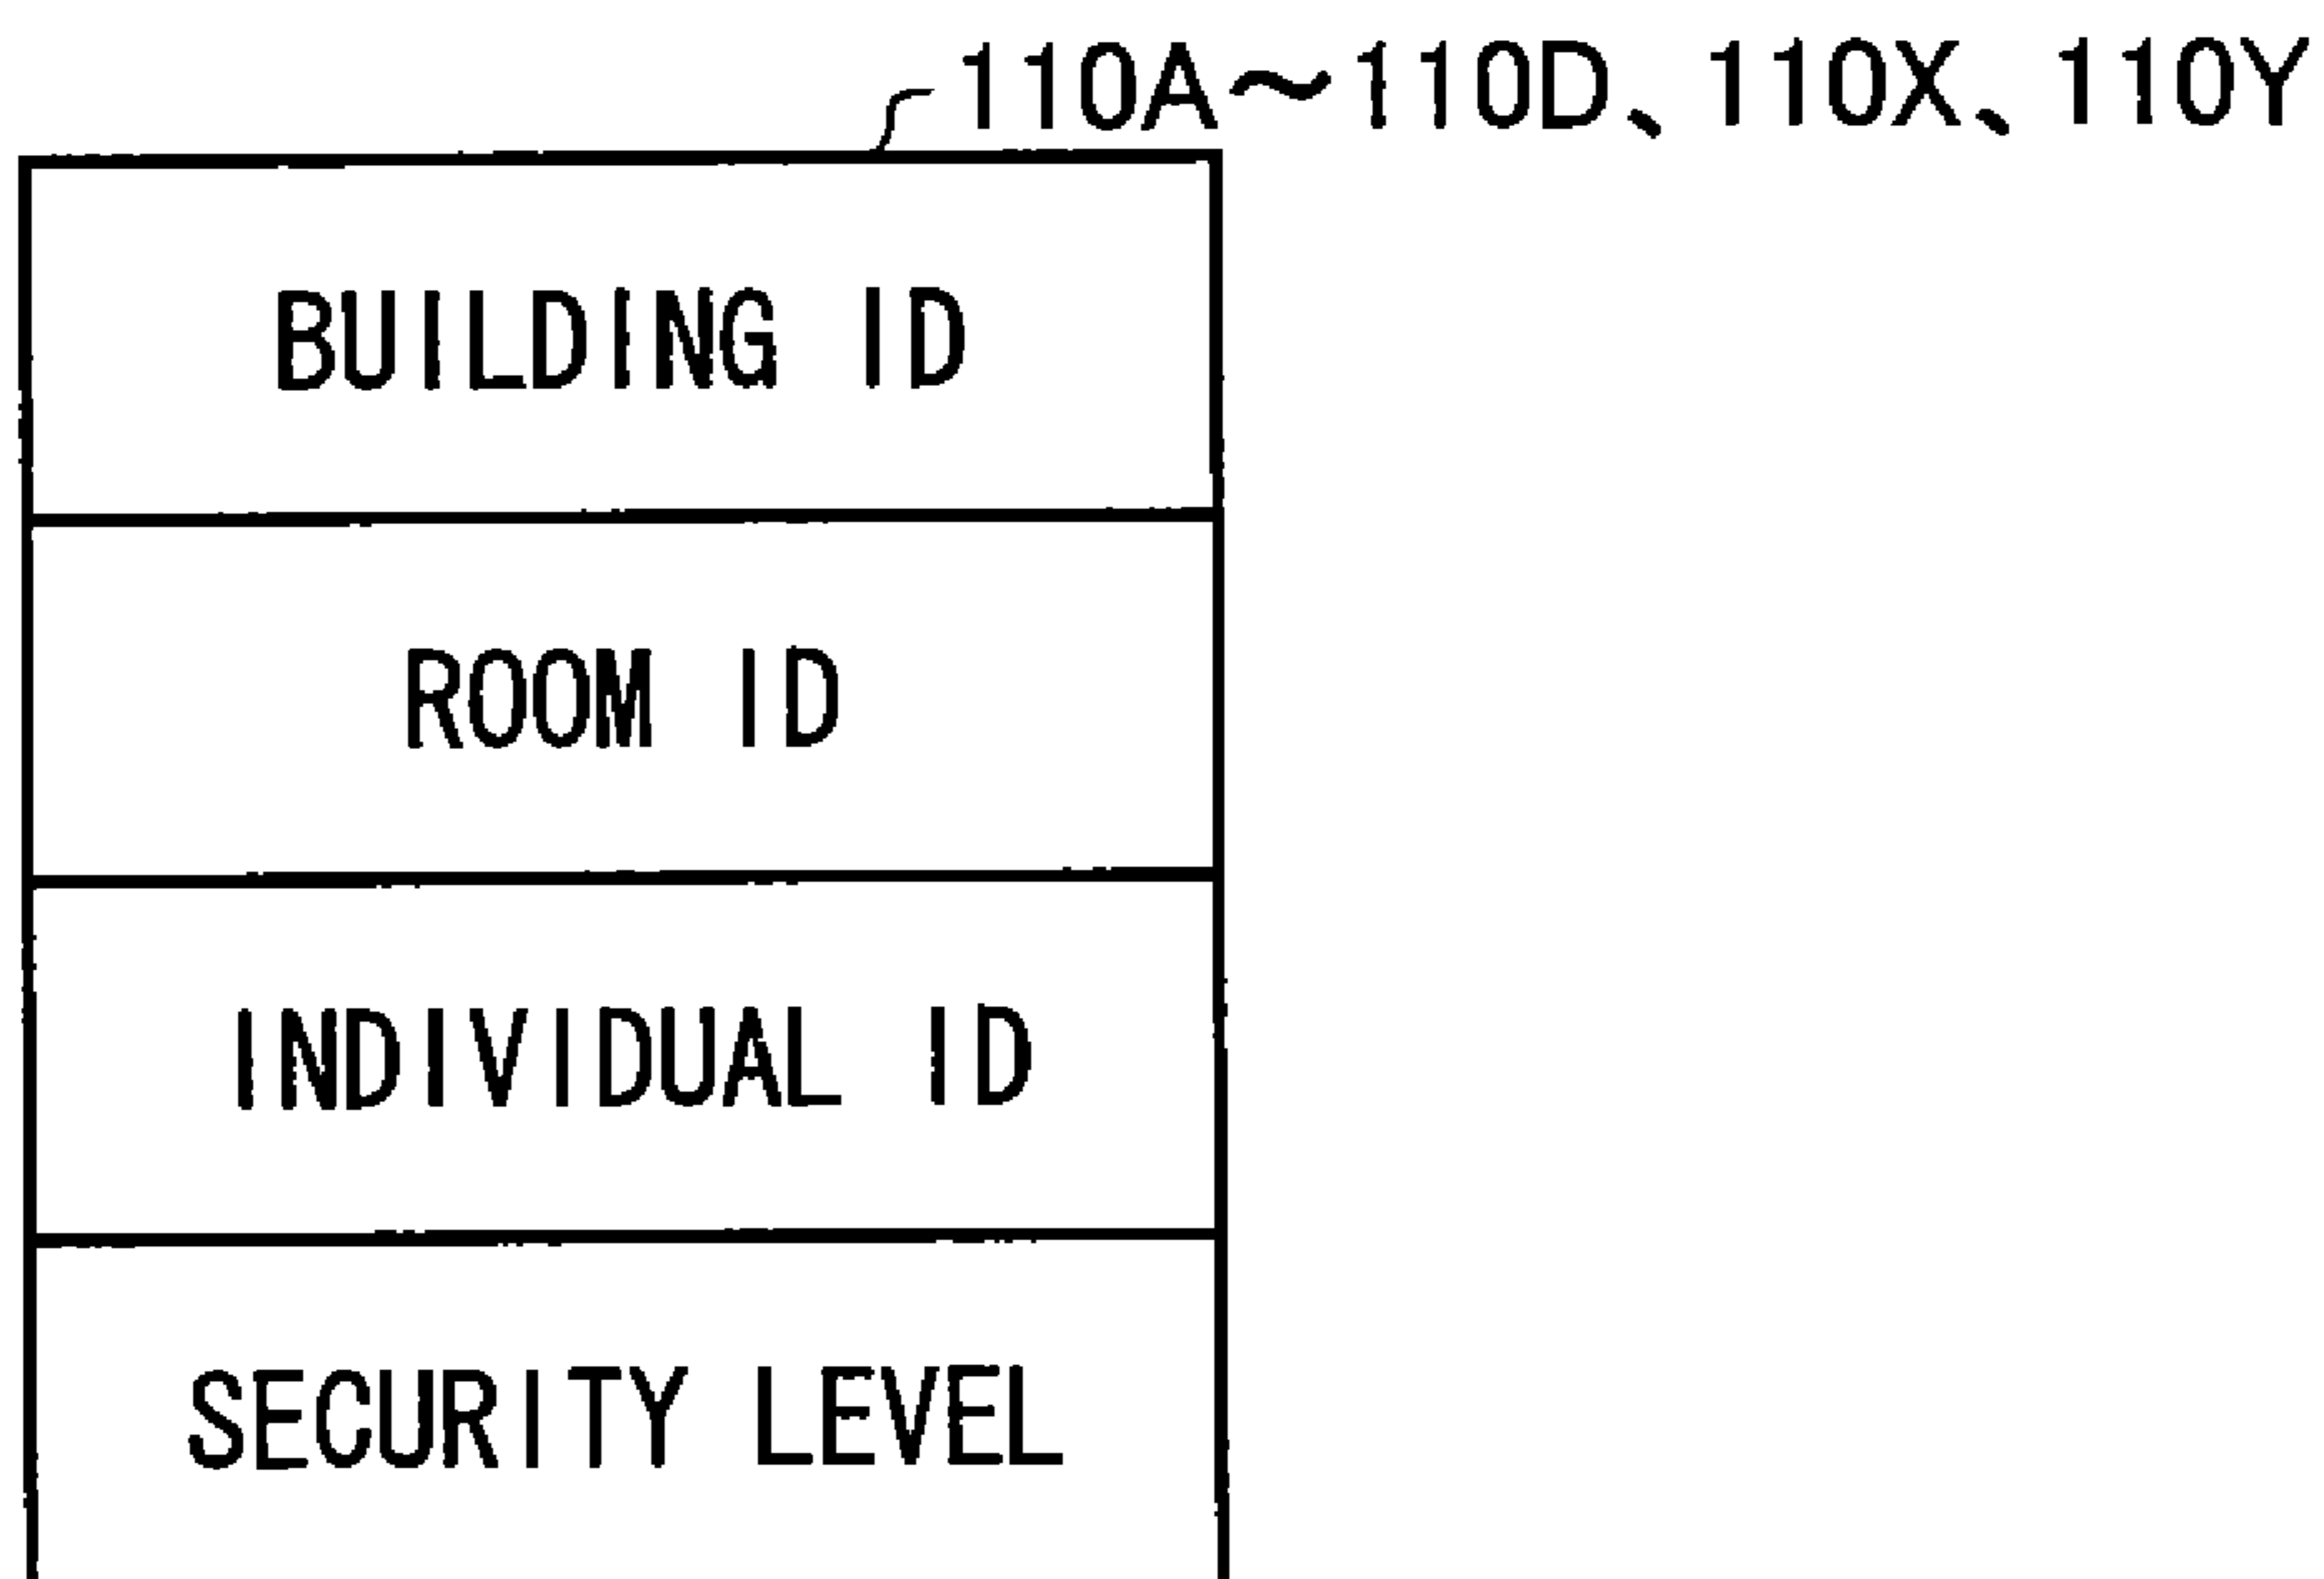 110A～110D、110X、110Y
BUILDING ID
ROOM ID
INDIVIDUAL ID
SECURITY LEVEL